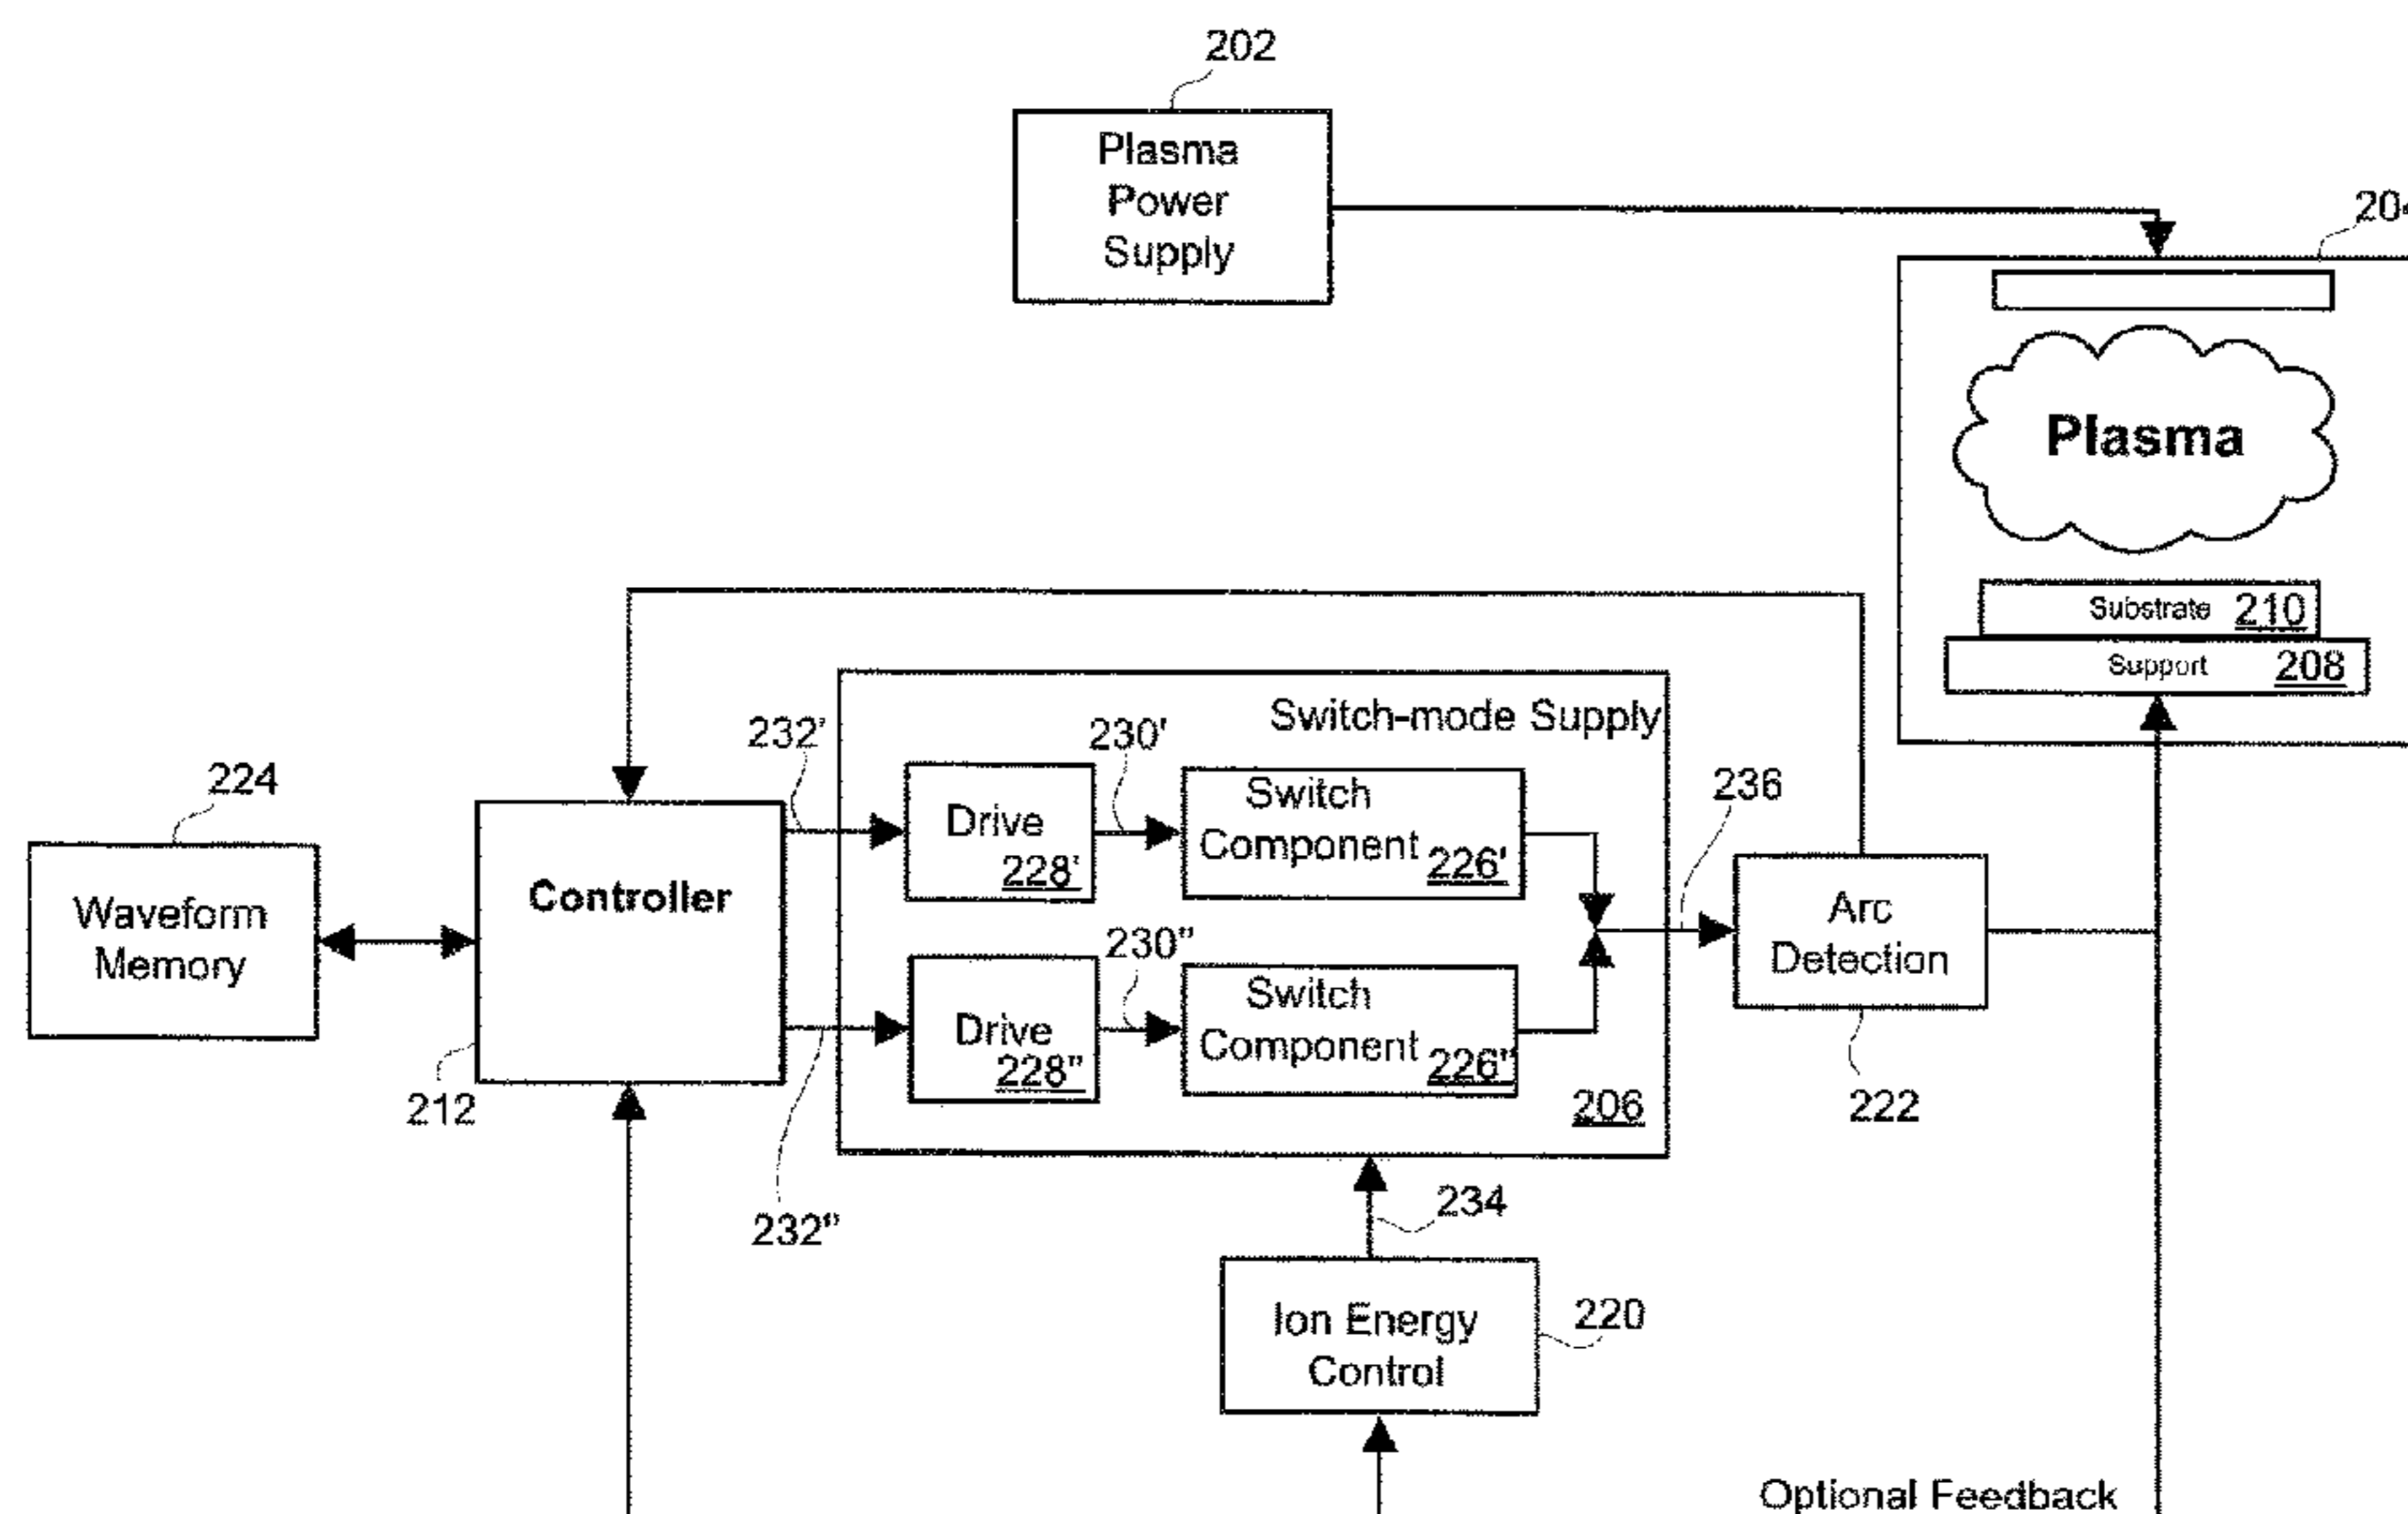 202
Plasma
Power
Supply
204
Plasma
Substrate 210
Support 208
Switch-mode Supply
232'
230'
236
224
Waveform
Memory
Controller
Drive
228'
Switch
Component 226'
Arc
Detection
230"
Drive
228"
Switch
Component 226"
206
212
222
232"
234
Ion Energy
Control
220
Optional Feedback